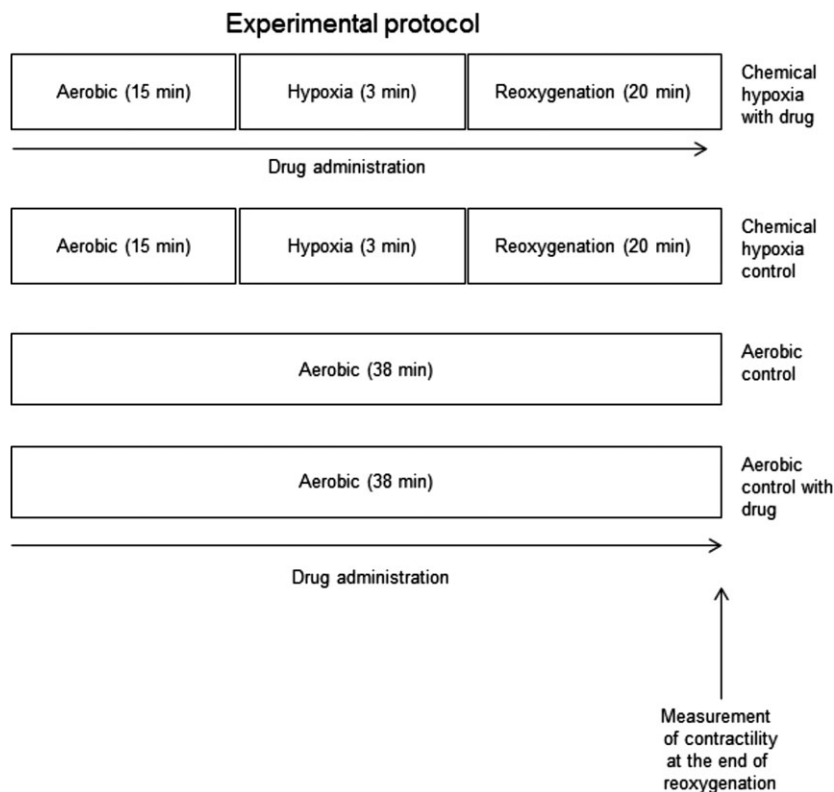 Experimental protocol
Aerobic (15 min)
Hypoxia (3 min)
Reoxygenation (20 min)
Chemical
hypoxia
with drug
Drug administration
Aerobic (15 min)
Hypoxia (3 min)
Reoxygenation (20 min)
Chemical
hypoxia
control
Aerobic (38 min)
Aerobic
control
Aerobic (38 min)
Aerobic
control with
drug
Drug administration
Measurement
of contractility
at the end of
reoxygenation